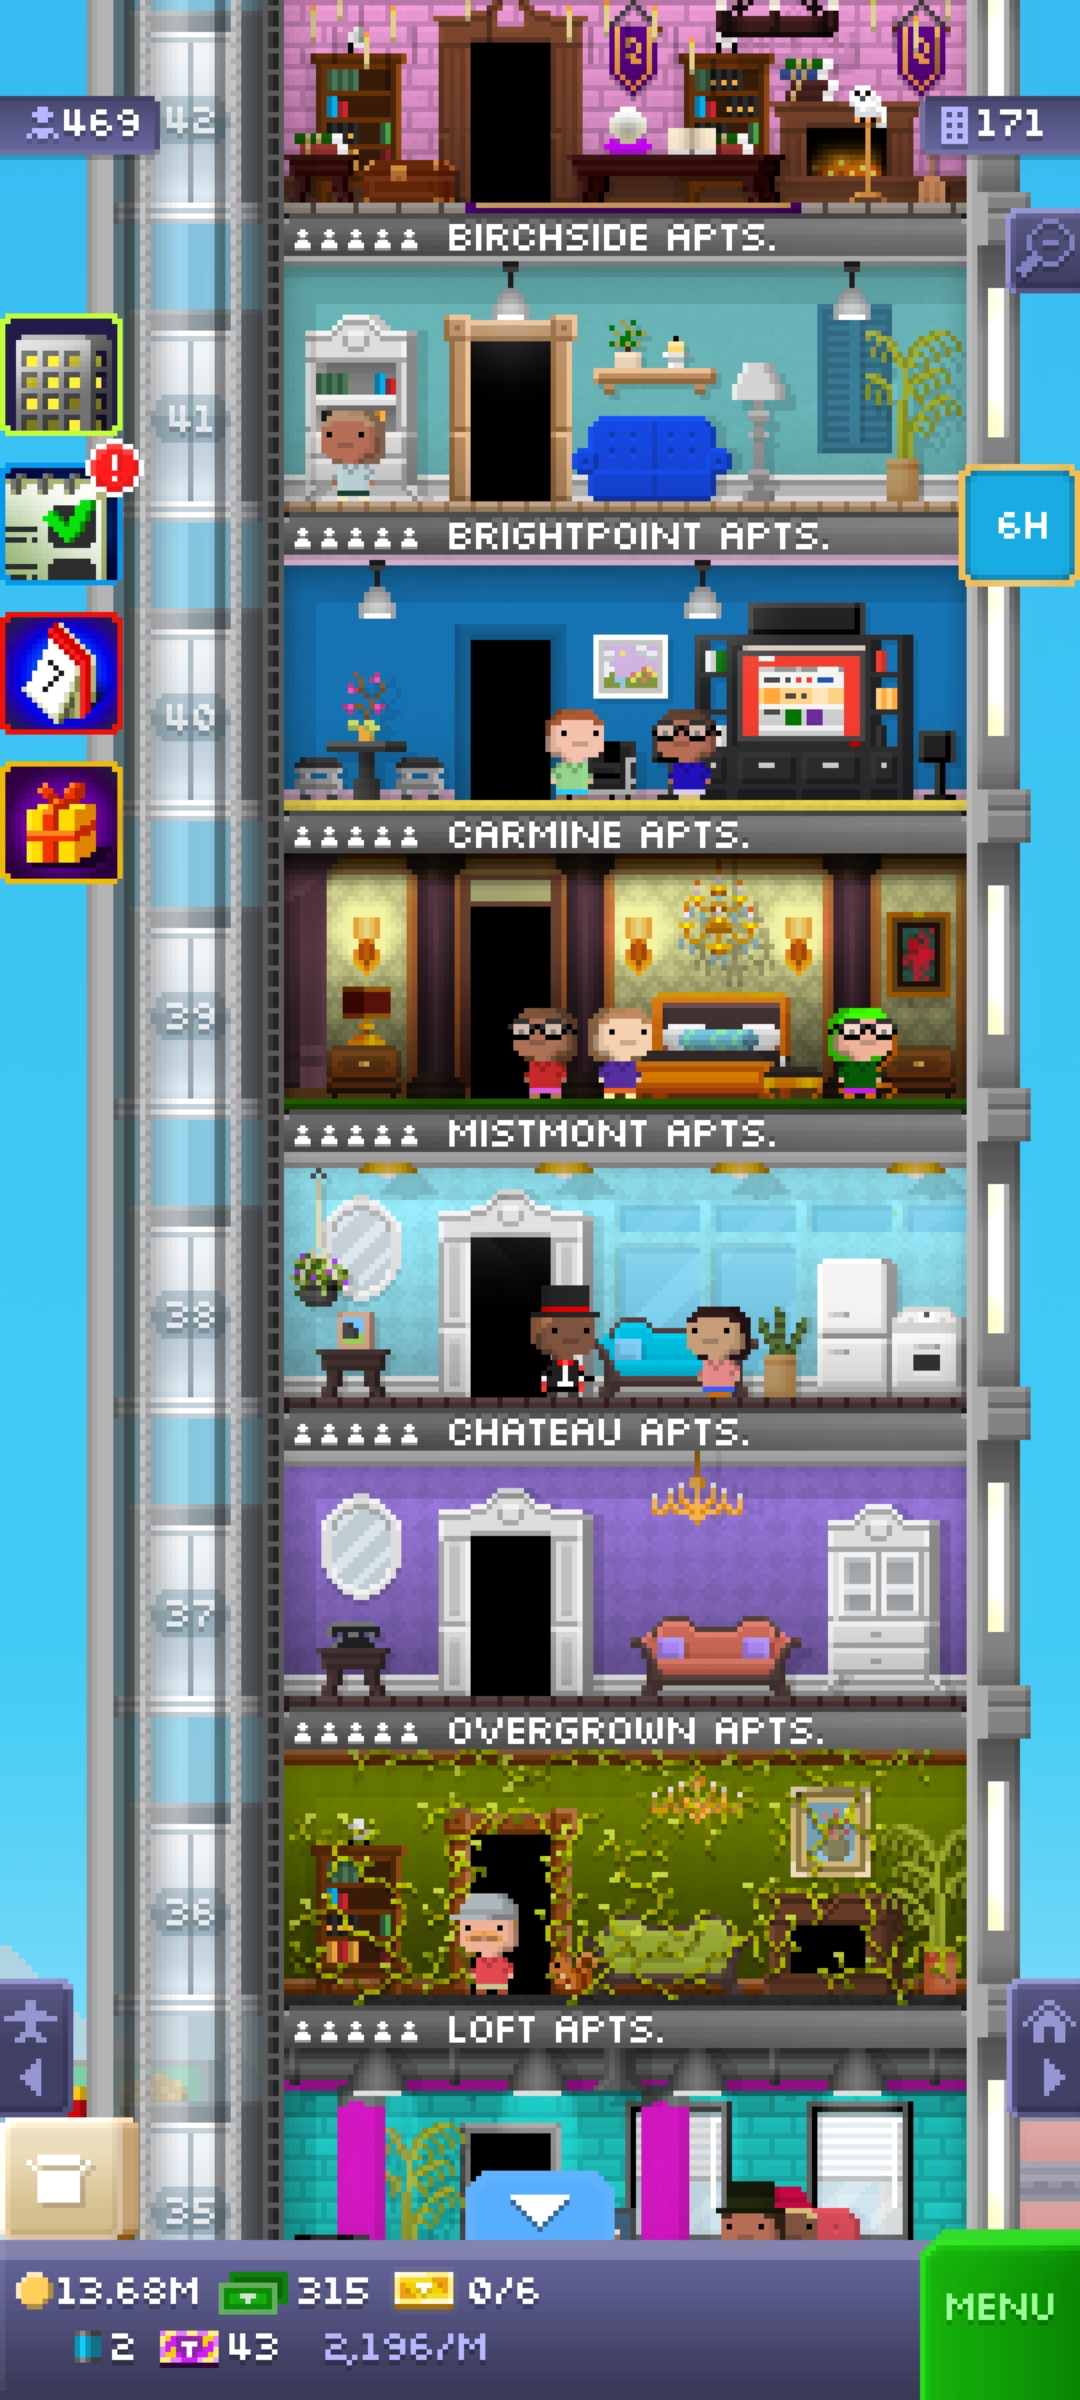 469
42
171
BIRCHSIDE APTS.
41
BRIGHTPOINT APTS.
6H
40
CARMINE APTS.
39
MISTMONT APTS.
38
CHATEAU APTS.
37
OVERGROWN APTS.
36
LOFT APTS.
35
13.68M 315 0/6
2 T 43 2,196/M
MENU